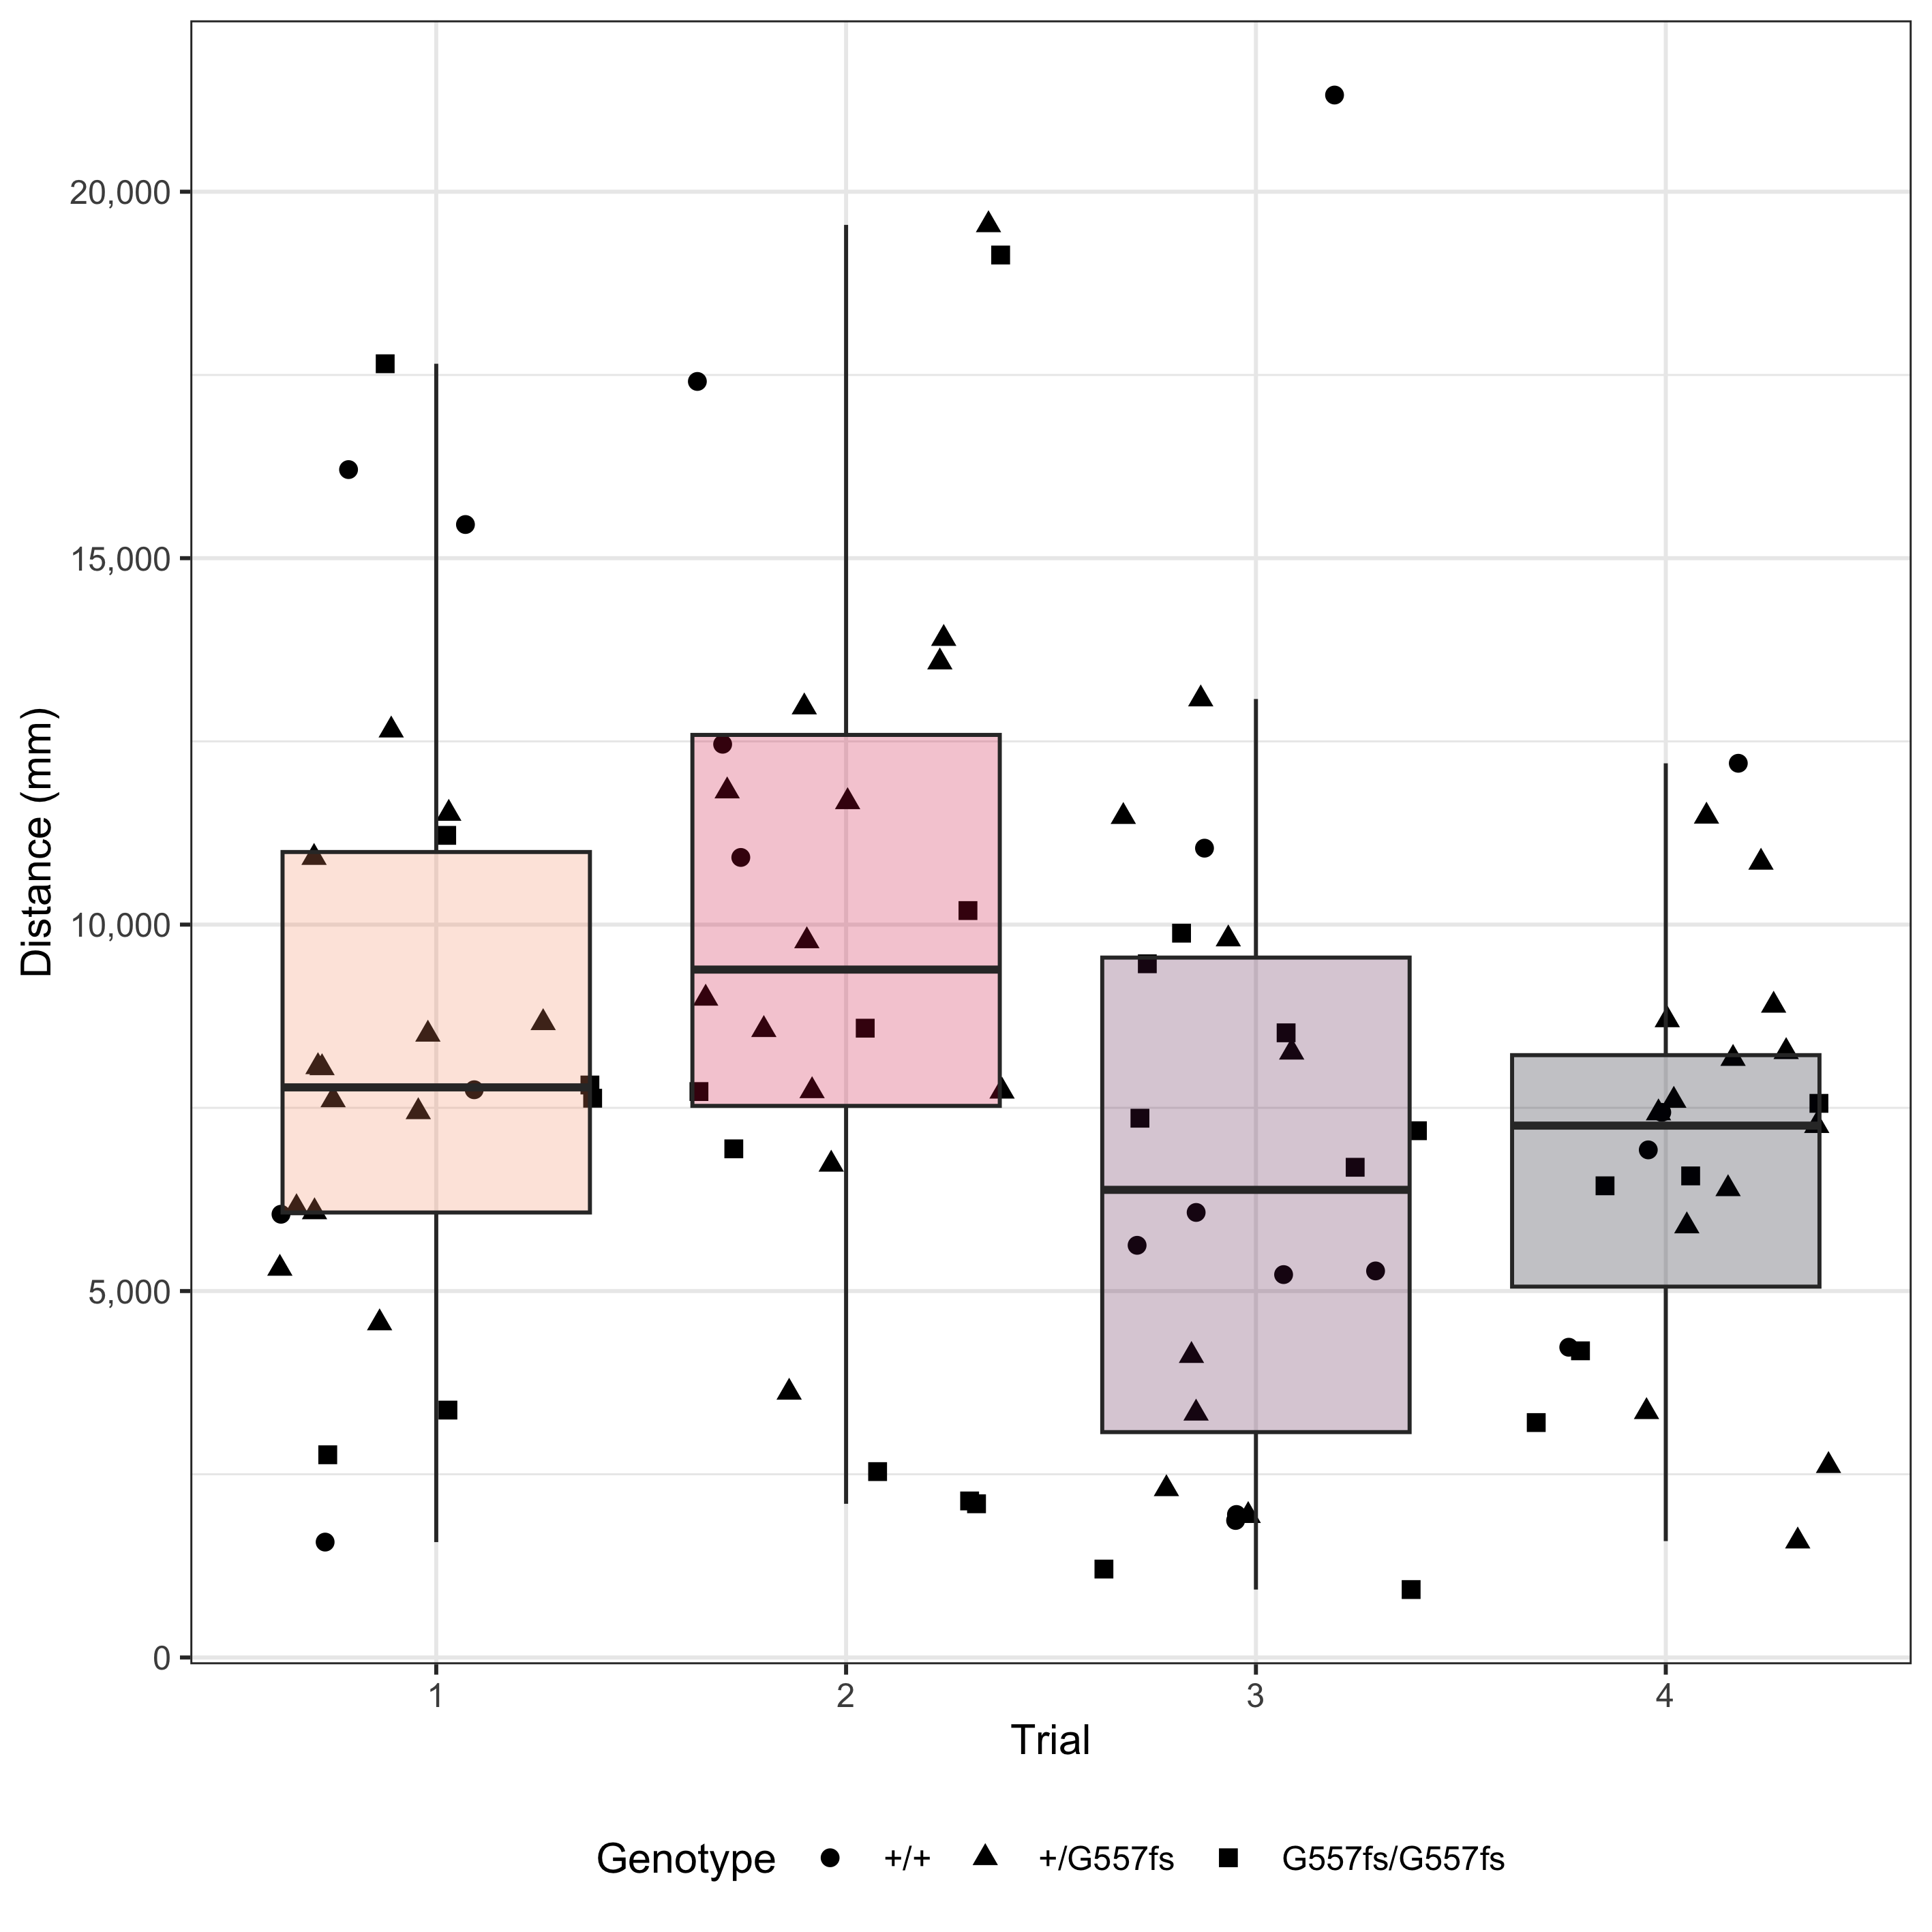 Distance (mm)
20,000
15,000
10,000
5,000
0
1 2 3 4
Trial
Genotype +/+ +/G557fs G557fs/G557fs